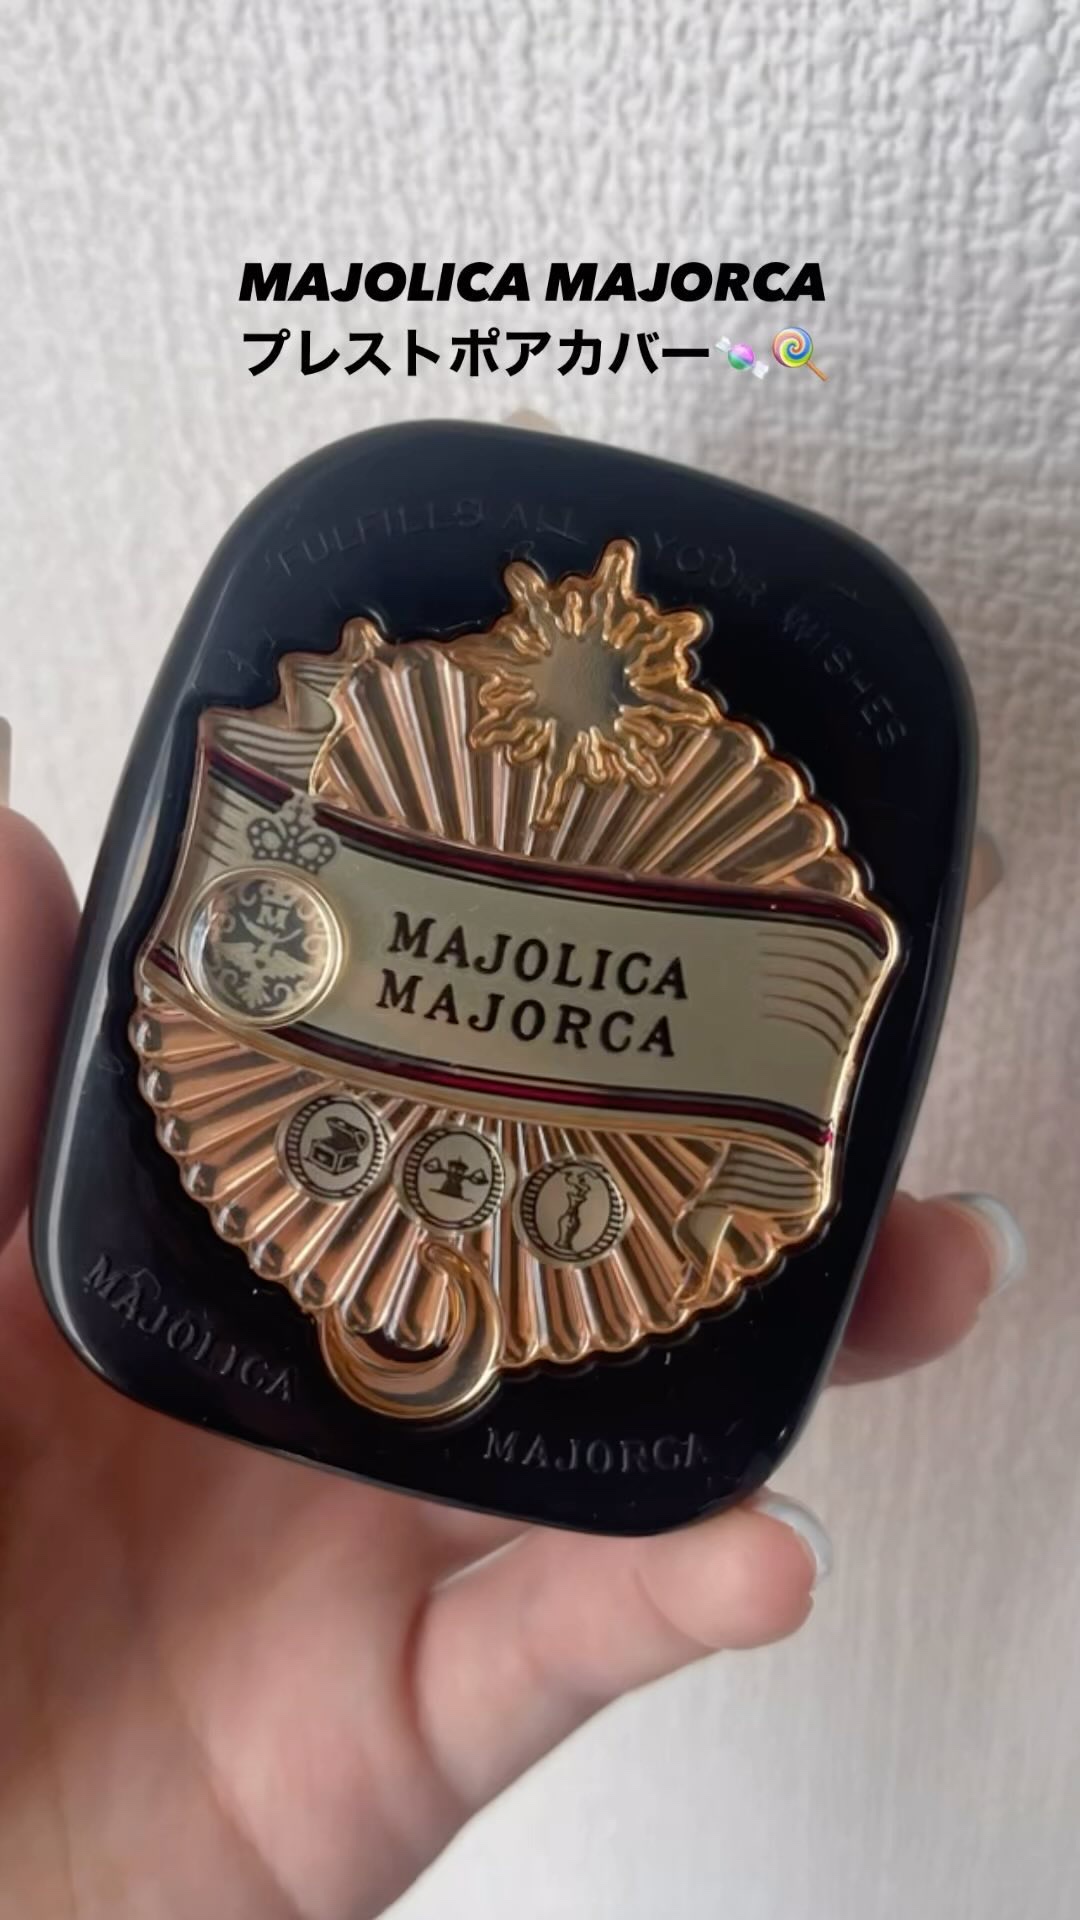 MAJOLICA MAJORCA
プレストポアカバー🍬🍭
FULFILLS ALL YOUR WISHES
M
MAJOLICA
MAJORCA
MAJOLICA MAJORCA